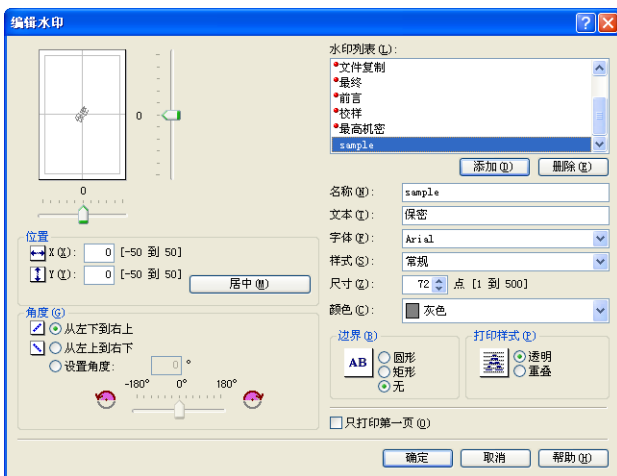 编辑水印
保密
0
0
位置
X(X): 0 [-50 到 50]
Y(Y): 0 [-50 到 50]
居中(M)
角度(G)
从左下到右上
从左上到右下
设置角度: 0 °
-180° 0° 180°
水印列表(L):
文件复制
最终
前言
校样
最高机密
sample
添加(D) 删除(E)
名称(N): sample
文本(T): 保密
字体(F): Arial
样式(S): 常规
尺寸(Z): 72 点 [1 到 500]
颜色(C): 灰色
边界(R)
AB
圆形
矩形
无
打印样式(P)
透明
重叠
只打印第一页(O)
确定 取消 帮助(H)